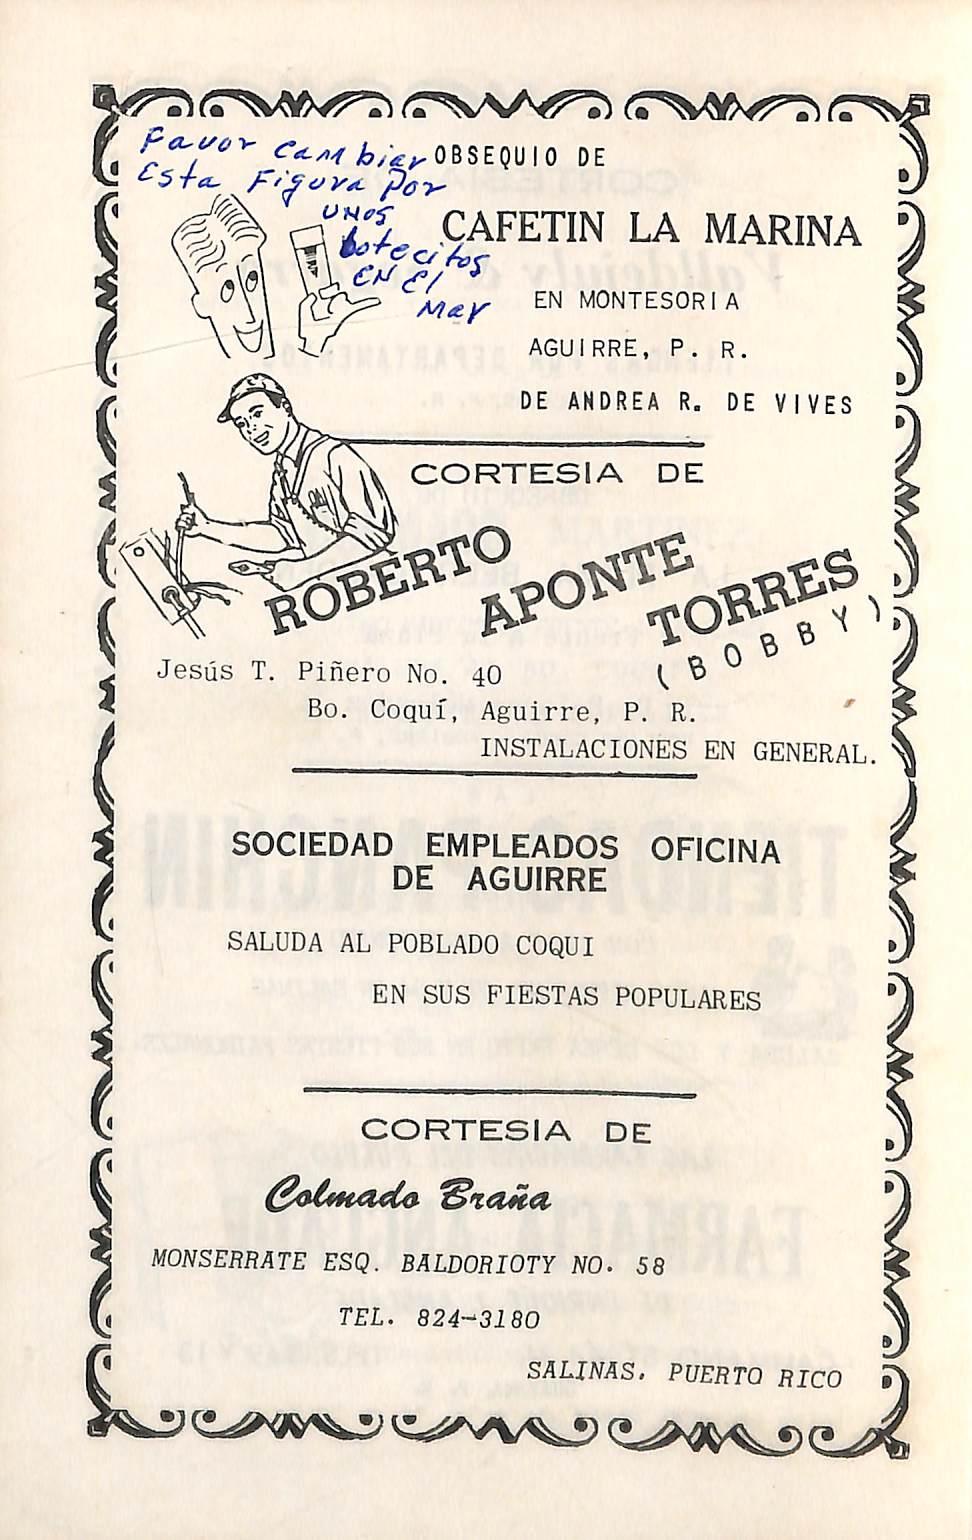 Favor cambiar
Esta Figura Por
unos
botecitos
EN El
Mar
OBSEQUIO DE
CAFETIN LA MARINA
EN MONTESORIA
AGUIRRE, P. R.
DE ANDREA R. DE VIVES
CORTESIA DE
ROBERTO APONTE TORRES
(BOBBY)
Jesús T. Piñero No. 40
Bo. Coquí, Aguirre, P. R.
INSTALACIONES EN GENERAL.
SOCIEDAD EMPLEADOS OFICINA
DE AGUIRRE
SALUDA AL POBLADO COQUI
EN SUS FIESTAS POPULARES
CORTESIA DE
Colmado Braña
MONSERRATE ESQ. BALDORIOTY NO. 58
TEL. 824-3180
SALINAS. PUERTO RICO